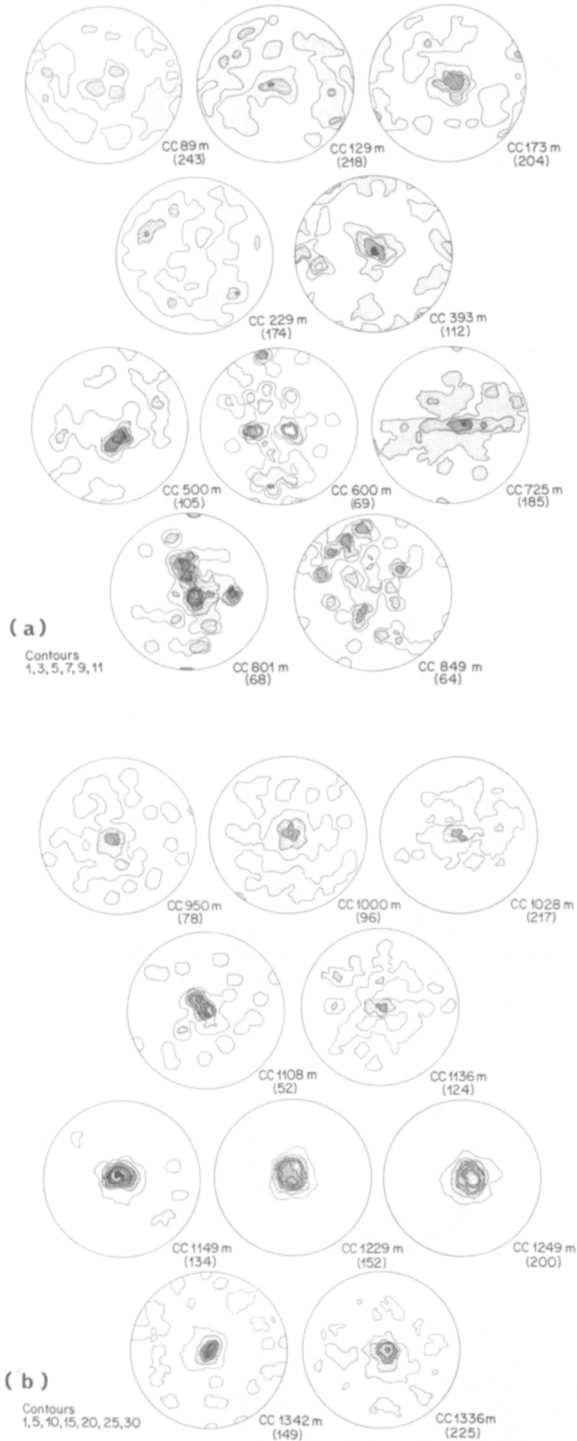 CC 89 m
(243)
CC 129 m
(218)
CC 173 m
(204)
CC 229 m
(174)
CC 393 m
(112)
CC 500 m
(105)
CC 600 m
(69)
CC 725 m
(185)
CC 801 m
(68)
CC 849 m
(64)
(a)
Contours
1,3,5,7,9,11
CC 950 m
(78)
CC 1000 m
(96)
CC 1028 m
(217)
CC 1108 m
(52)
CC 1136 m
(124)
CC 1149 m
(134)
CC 1229 m
(152)
CC 1249 m
(200)
CC 1342 m
(149)
CC 1336m
(225)
(b)
Contours
1,5,10,15,20,25,30